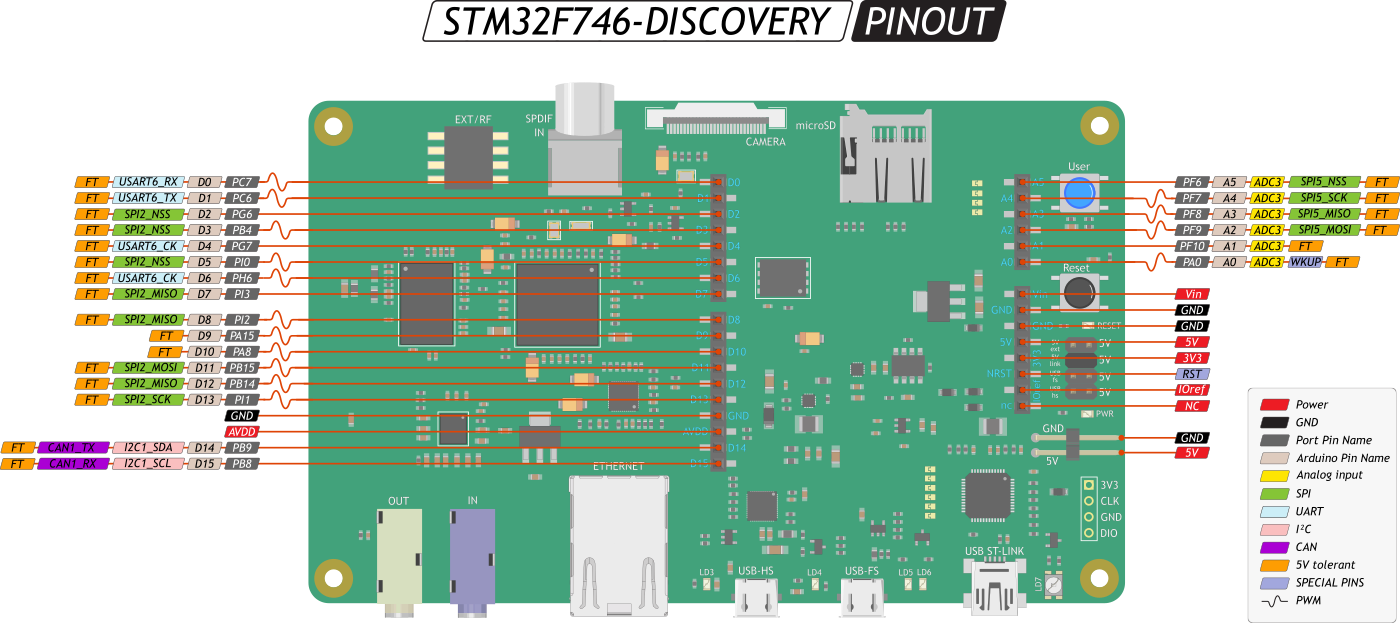 STM32F746-DISCOVERY PINOUT
EXT/RF
SPDIF
IN
CAMERA
microSD
User
FT USART6_RX D0 PC7
FT USART6_TX D1 PC6
FT SPI2_NSS D2 PG6
FT SPI2_NSS D3 PB4
FT USART6_CK D4 PG7
FT SPI2_NSS D5 PI0
FT USART6_CK D6 PH6
FT SPI2_MISO D7 PI3
FT SPI2_MISO D8 PI2
FT D9 PA15
FT D10 PA8
FT SPI2_MOSI D11 PB15
FT SPI2_MISO D12 PB14
FT SPI2_SCK D13 PI1
GND
AVDD
FT CAN1_TX I2C1_SDA D14 PB9
FT CAN1_RX I2C1_SCL D15 PB8
D0
D1
D2
D3
D4
D5
D6
D7
D8
D9
D10
D11
D12
D13
GND
AVDD
D14
D15
A5
A4
A3
A2
A1
A0
Vin
GND
GND
5V
3V3
NRST
IOref
nc
PF6 A5 ADC3 SPI5_NSS FT
PF7 A4 ADC3 SPI5_SCK FT
PF8 A3 ADC3 SPI5_MISO FT
PF9 A2 ADC3 SPI5_MOSI FT
PF10 A1 ADC3 FT
PA0 A0 ADC3 WKUP FT
Reset
Vin
GND
GND
5V
3V3
RST
IOref
NC
RESET
5V
5V
5V
5V
PWR
GND
5V
GND
5V
3V3
CLK
GND
DIO
ETHERNET
OUT
IN
LD3
USB-HS
LD4
USB-FS
LD5 LD6
USB ST-LINK
LD7
Power
GND
Port Pin Name
Arduino Pin Name
Analog input
SPI
UART
I²C
CAN
5V tolerant
SPECIAL PINS
PWM